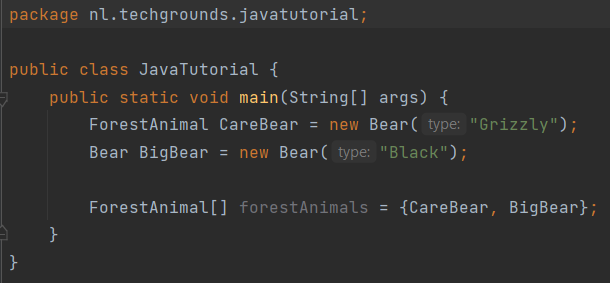 package nl.techgrounds.javatutorial;
public class JavaTutorial {
public static void main(String[] args) {
ForestAnimal CareBear = new Bear( type: "Grizzly");
Bear BigBear = new Bear( type: "Black");
ForestAnimal[] forestAnimals = {CareBear, BigBear};
}
}